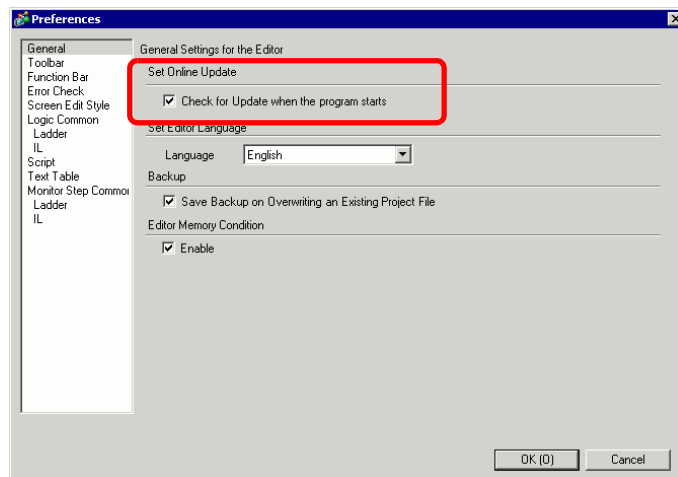 Preferences
General
Toolbar
Function Bar
Error Check
Screen Edit Style
Logic Common
Ladder
IL
Script
Text Table
Monitor Step Common
Ladder
IL
General Settings for the Editor
Set Online Update
Check for Update when the program starts
Set Editor Language
Language English
Backup
Save Backup on Overwriting an Existing Project File
Editor Memory Condition
Enable
OK (O) Cancel